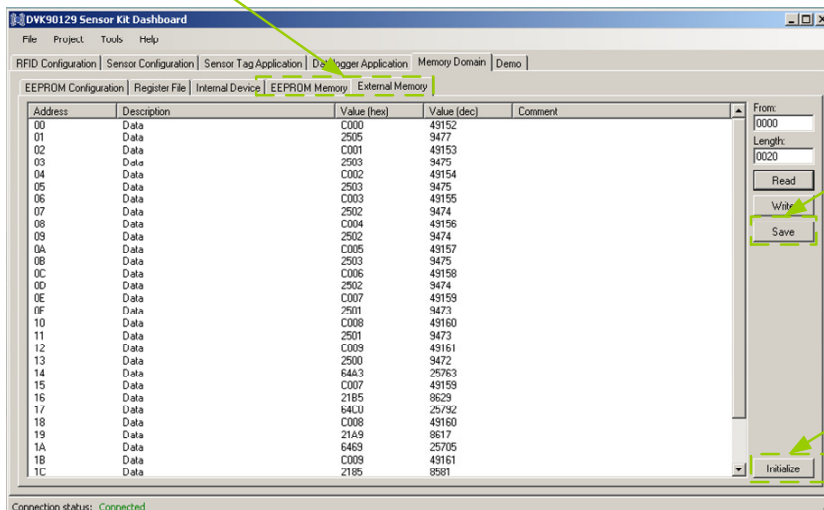 DVK90129 Sensor Kit Dashboard
File Project Tools Help
RFID Configuration Sensor Configuration Sensor Tag Application Datalogger Application Memory Domain Demo
EEPROM Configuration Register File Internal Device EEPROM Memory External Memory
Address Description Value (hex) Value (dec) Comment
00 Data C000 49152
01 Data 2505 9477
02 Data C001 49153
03 Data 2503 9475
04 Data C002 49154
05 Data 2503 9475
06 Data C003 49155
07 Data 2502 9474
08 Data C004 49156
09 Data 2502 9474
0A Data C005 49157
0B Data 2503 9475
0C Data C006 49158
0D Data 2502 9474
0E Data C007 49159
0F Data 2501 9473
10 Data C008 49160
11 Data 2501 9473
12 Data C009 49161
13 Data 2500 9472
14 Data 64A3 25763
15 Data C007 49159
16 Data 21B5 8629
17 Data 64C0 25792
18 Data C008 49160
19 Data 21A9 8617
1A Data 6469 25705
1B Data C009 49161
1C Data 2185 8581
From:
0000
Length:
0020
Read
Write
Save
Initialize
Connection status: Connected